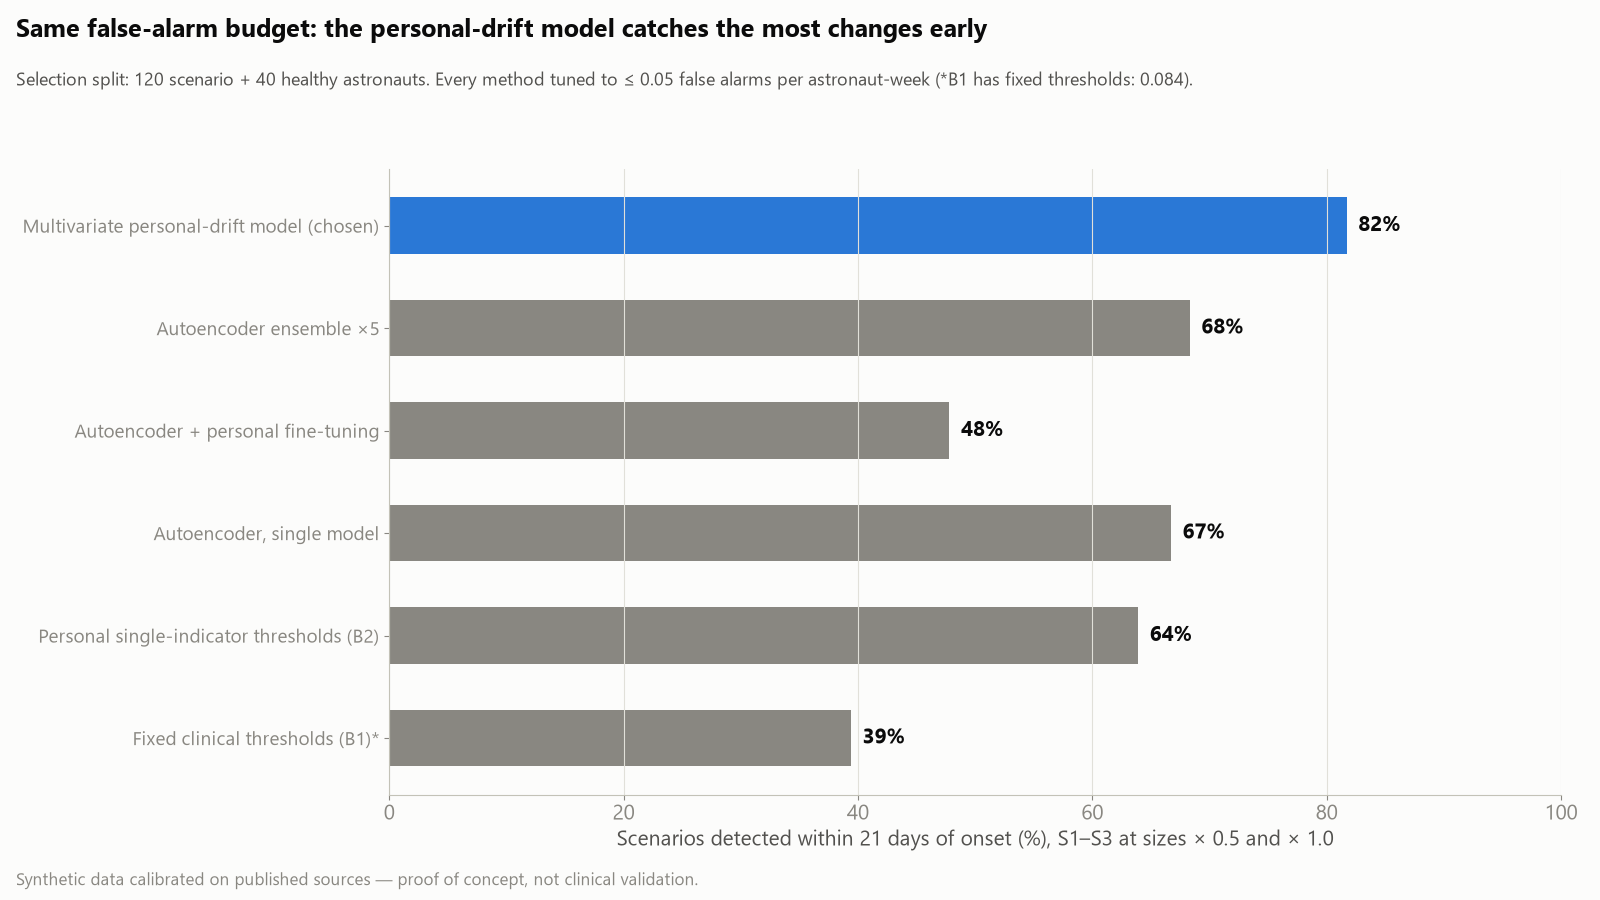 Same false-alarm budget: the personal-drift model catches the most changes early
Selection split: 120 scenario + 40 healthy astronauts. Every method tuned to ≤ 0.05 false alarms per astronaut-week (*B1 has fixed thresholds: 0.084).
Multivariate personal-drift model (chosen) 82%
Autoencoder ensemble ×5 68%
Autoencoder + personal fine-tuning 48%
Autoencoder, single model 67%
Personal single-indicator thresholds (B2) 64%
Fixed clinical thresholds (B1)* 39%
0 20 40 60 80 100
Scenarios detected within 21 days of onset (%), S1–S3 at sizes × 0.5 and × 1.0
Synthetic data calibrated on published sources — proof of concept, not clinical validation.